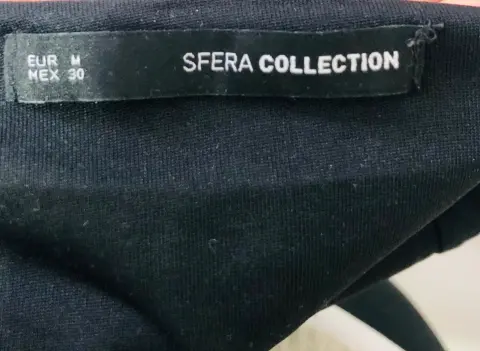 EUR M
MEX 30
SFERA COLLECTION